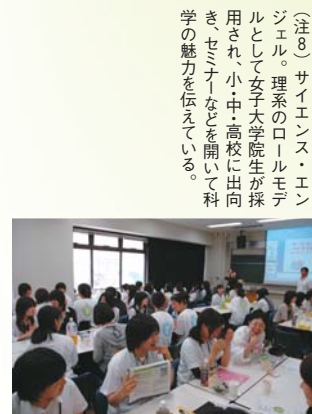 （注8）サイエンス・エン
ジェル。理系のロールモデ
ルとして女子大学院生が採
用され、小・中・高校に出向
き、セミナーなどを開いて科
学の魅力を伝えている。